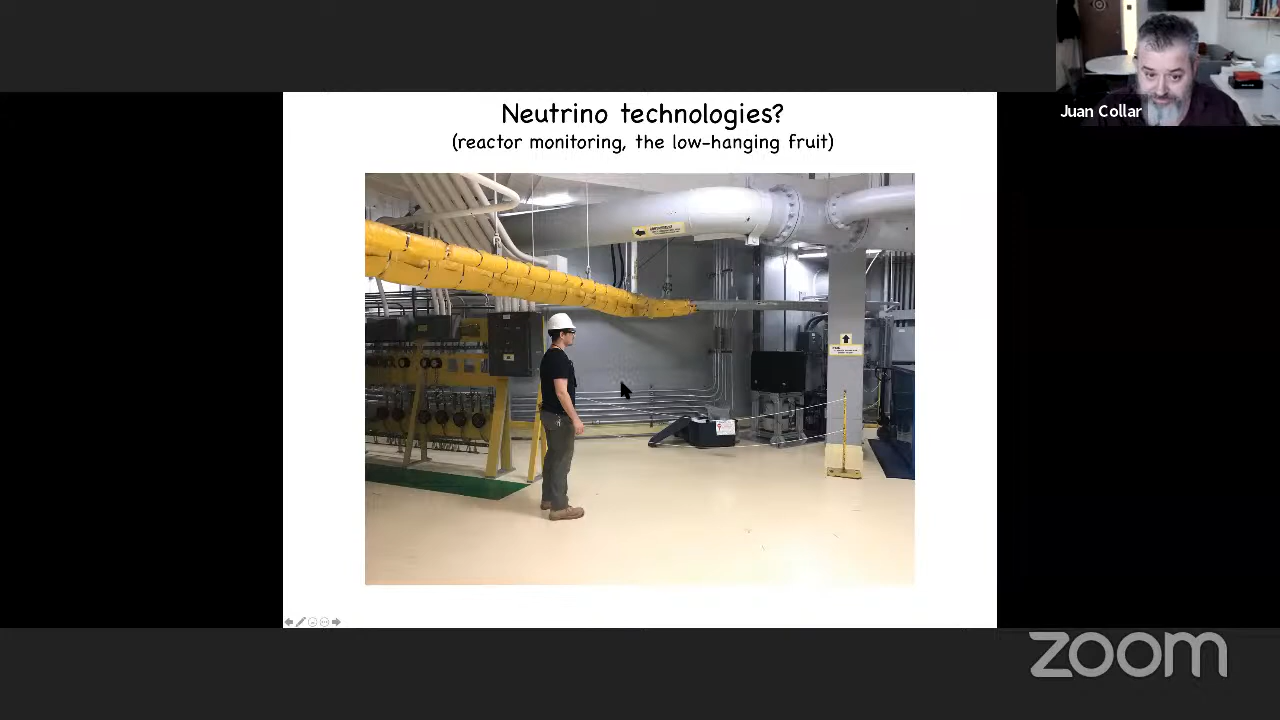 Neutrino technologies?
(reactor monitoring, the low-hanging fruit)
Juan Collar
zoom